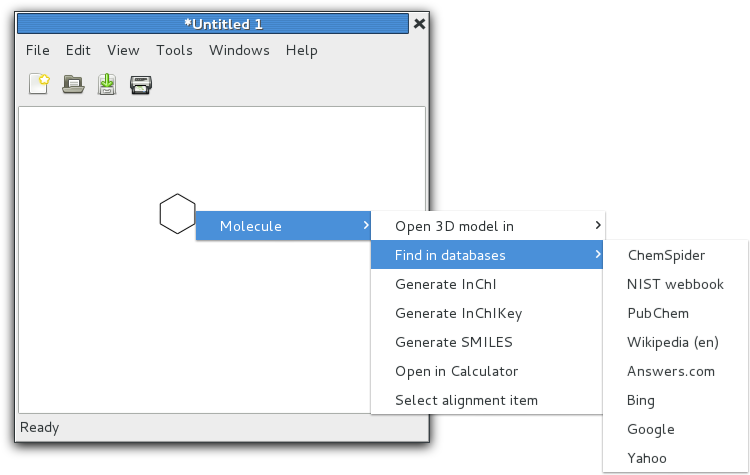 *Untitled 1
File Edit View Tools Windows Help
Molecule
Open 3D model in
Find in databases
Generate InChI
Generate InChIKey
Generate SMILES
Open in Calculator
Select alignment item
ChemSpider
NIST webbook
PubChem
Wikipedia (en)
Answers.com
Bing
Google
Yahoo
Ready